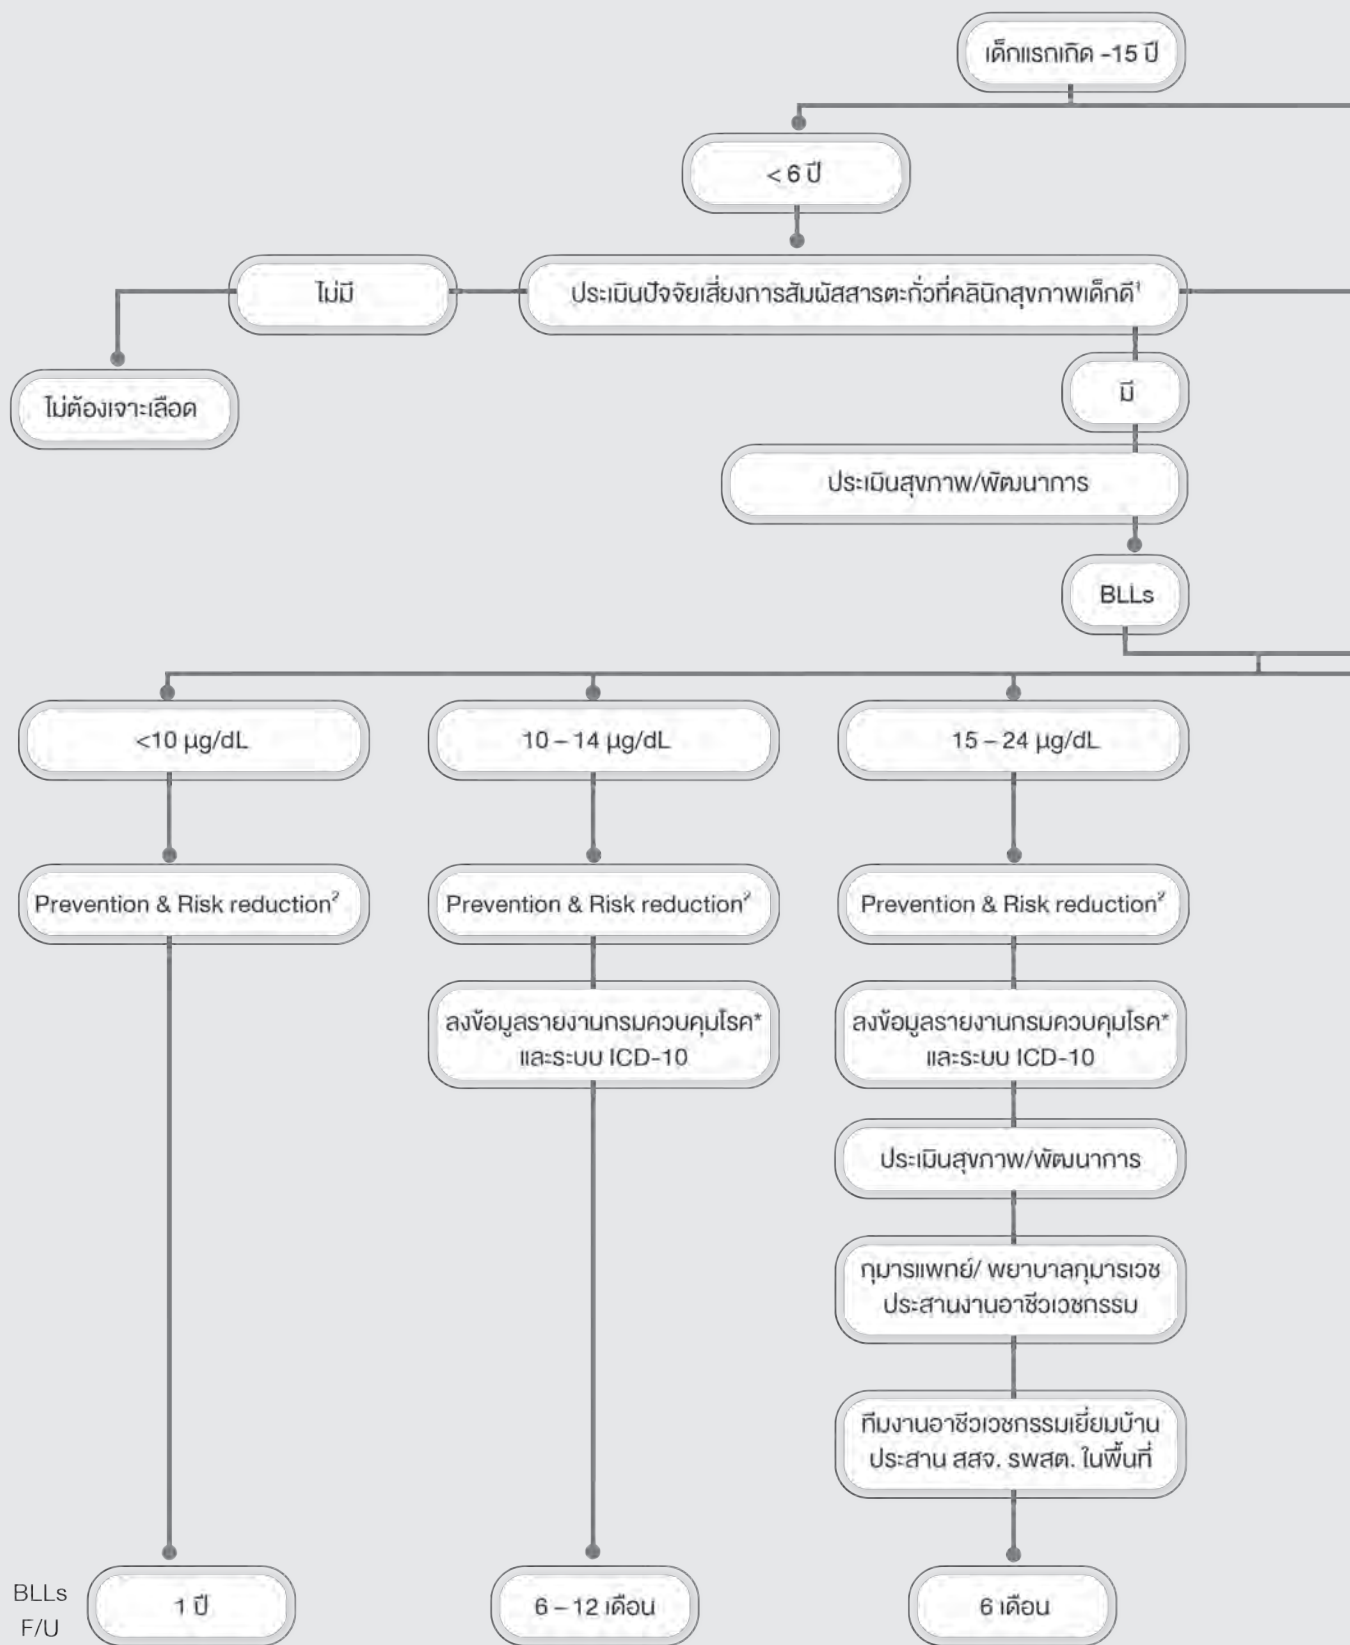 เด็กแรกเกิด -15 ปี
< 6 ปี
ไม่มี
ประเมินปัจจัยเสี่ยงการสัมผัสสารตะกั่วที่คลินิกสุขภาพเด็กดี¹
ไม่ต้องเจาะเลือด
มี
ประเมินสุขภาพ/พัฒนาการ
BLLs
<10 µg/dL
10 – 14 µg/dL
15 – 24 µg/dL
Prevention & Risk reduction²
Prevention & Risk reduction²
Prevention & Risk reduction²
ลงข้อมูลรายงานกรมควบคุมโรค*
และระบบ ICD-10
ลงข้อมูลรายงานกรมควบคุมโรค*
และระบบ ICD-10
ประเมินสุขภาพ/พัฒนาการ
กุมารแพทย์/ พยาบาลกุมารเวช
ประสานงานอาชีวเวชกรรม
ทีมงานอาชีวเวชกรรมเยี่ยมบ้าน
ประสาน สสจ. รพสต. ในพื้นที่
BLLs
F/U
1 ปี
6 – 12 เดือน
6 เดือน